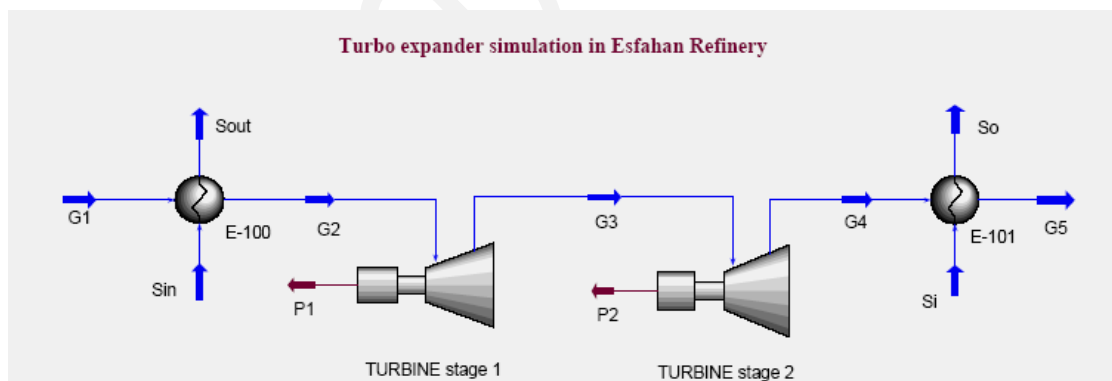 Turbo expander simulation in Esfahan Refinery
Sout
So
G1
E-100
G2
G3
G4
E-101
G5
Sin
P1
P2
Si
TURBINE stage 1
TURBINE stage 2